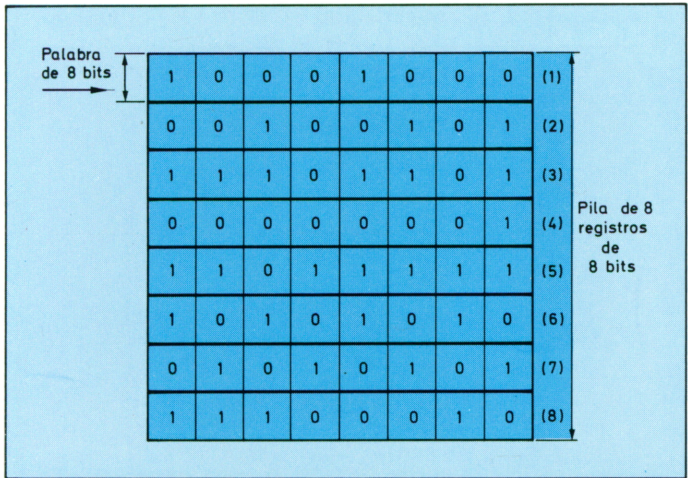 Palabra
de 8 bits
1 0 0 0 1 0 0 0 (1)
0 0 1 0 0 1 0 1 (2)
1 1 1 0 1 1 0 1 (3)
0 0 0 0 0 0 0 1 (4)
1 1 0 1 1 1 1 1 (5)
1 0 1 0 1 0 1 0 (6)
0 1 0 1 0 1 0 1 (7)
1 1 1 0 0 0 1 0 (8)
Pila de 8
registros
de
8 bits